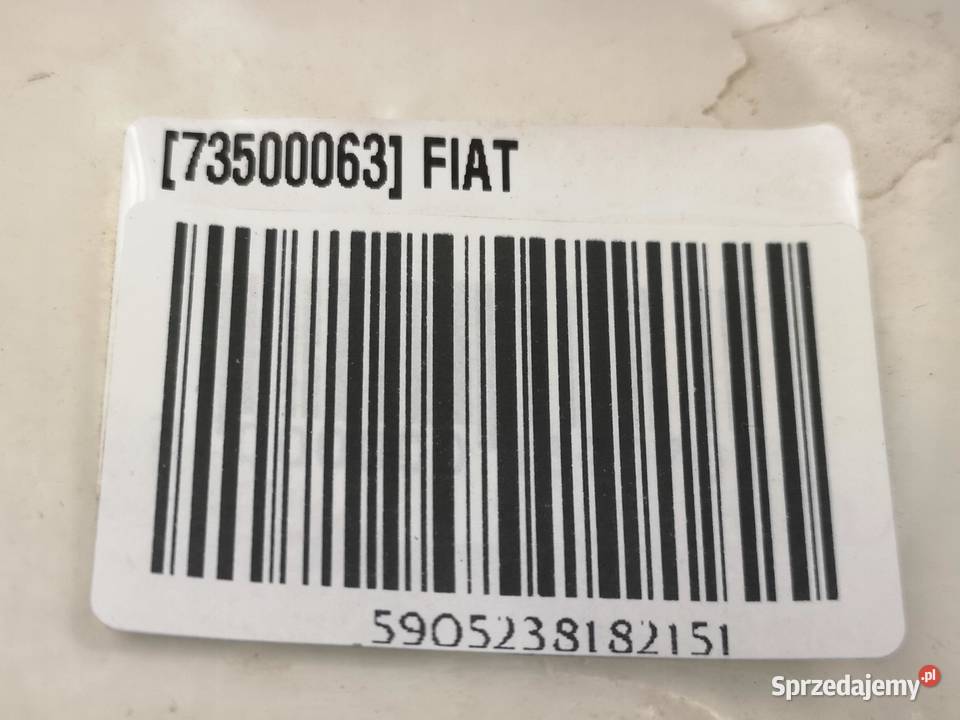 [73500063] FIAT
5905238182151
Sprzedajemy.pl